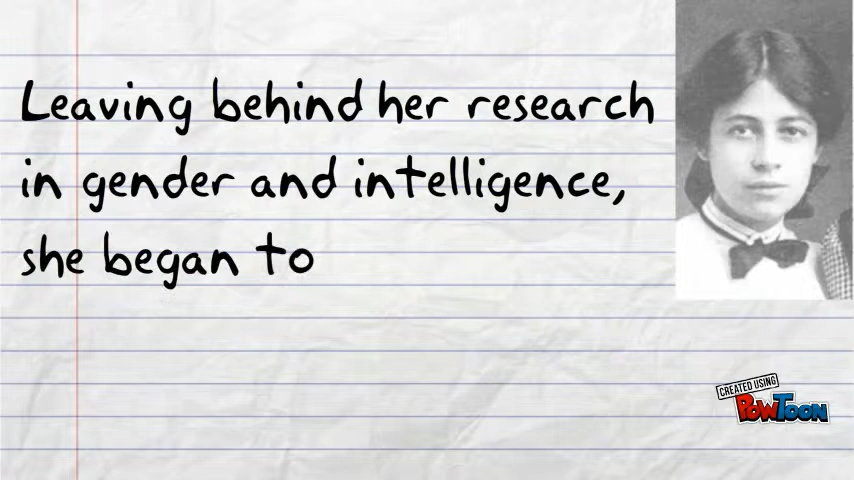 Leaving behind her research
in gender and intelligence,
she began to
CREATED USING
POWTOON